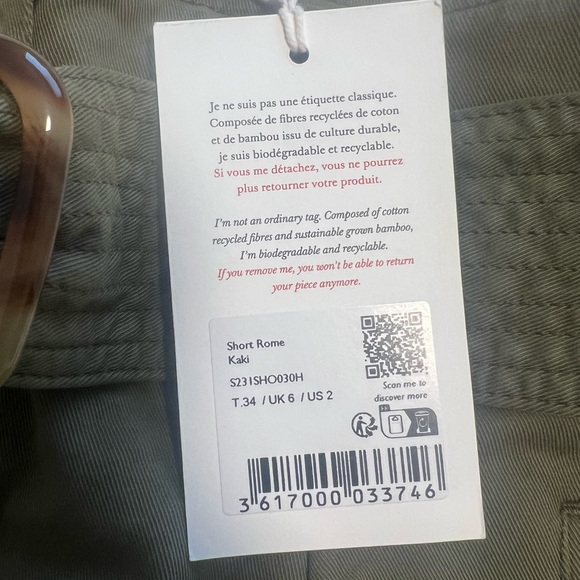 Je ne suis pas une étiquette classique.
Composée de fibres recyclées de coton
et de bambou issu de culture durable,
je suis biodégradable et recyclable.
Si vous me détachez, vous ne pourrez
plus retourner votre produit.
I'm not an ordinary tag. Composed of cotton
recycled fibres and sustainable grown bamboo,
I'm biodegradable and recyclable.
If you remove me, you won't be able to return
your piece anymore.
Short Rome
Kaki
S231SHO030H
T.34 / UK 6 / US 2
Scan me to
discover more
3 617000 033746